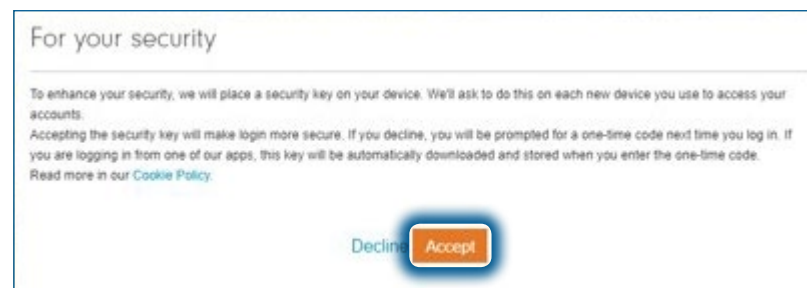 For your security
To enhance your security, we will place a security key on your device. We'll ask to do this on each new device you use to access your
accounts.
Accepting the security key will make login more secure. If you decline, you will be prompted for a one-time code next time you log in. If
you are logging in from one of our apps, this key will be automatically downloaded and stored when you enter the one-time code.
Read more in our Cookie Policy.
Decline Accept